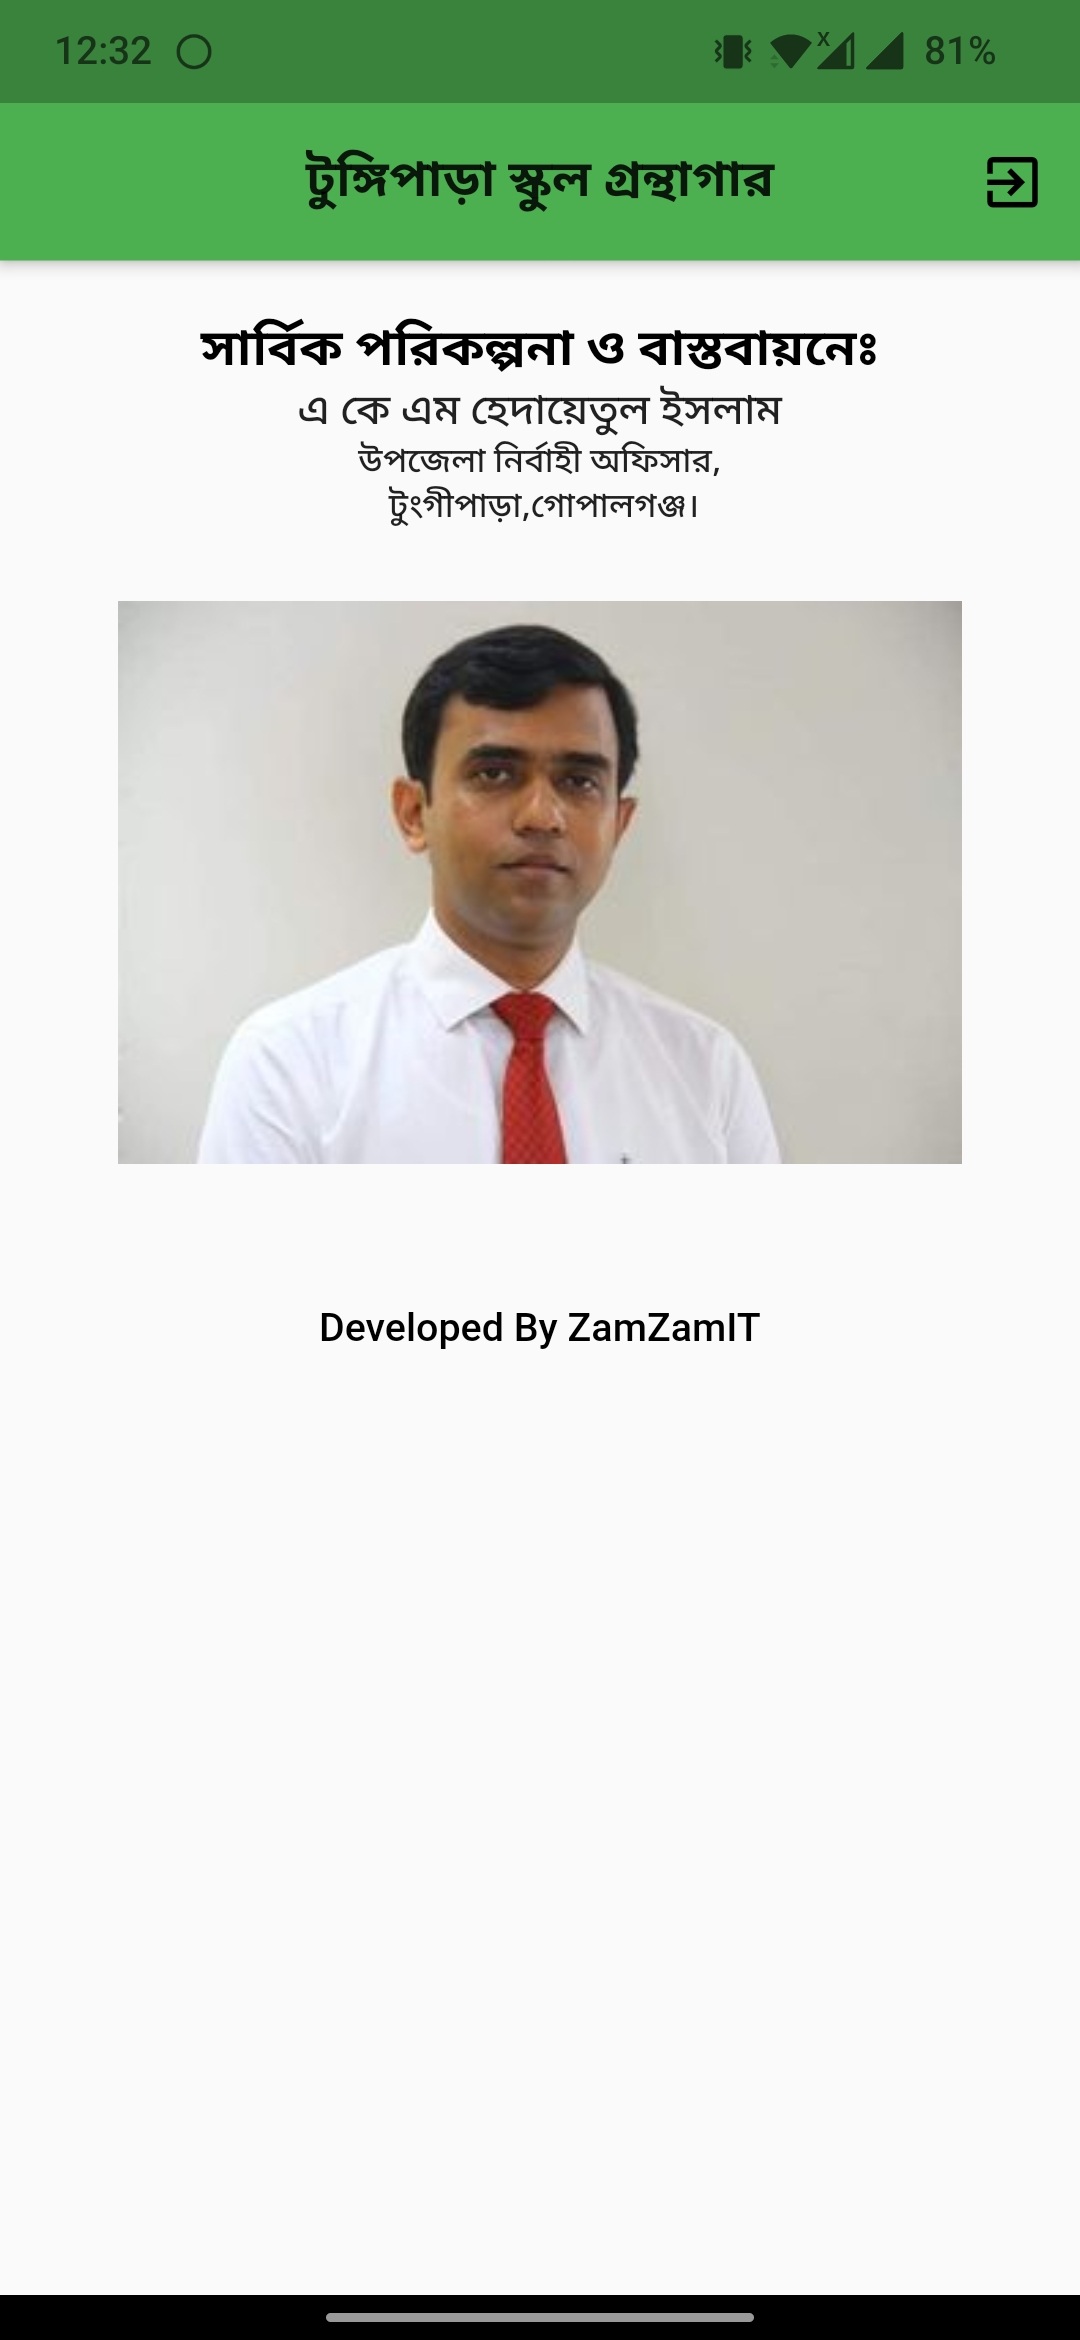 12:32
81%
টুঙ্গিপাড়া স্কুল গ্রন্থাগার
সার্বিক পরিকল্পনা ও বাস্তবায়নেঃ
এ কে এম হেদায়েতুল ইসলাম
উপজেলা নির্বাহী অফিসার,
টুংগীপাড়া,গোপালগঞ্জ।
Developed By ZamZamIT